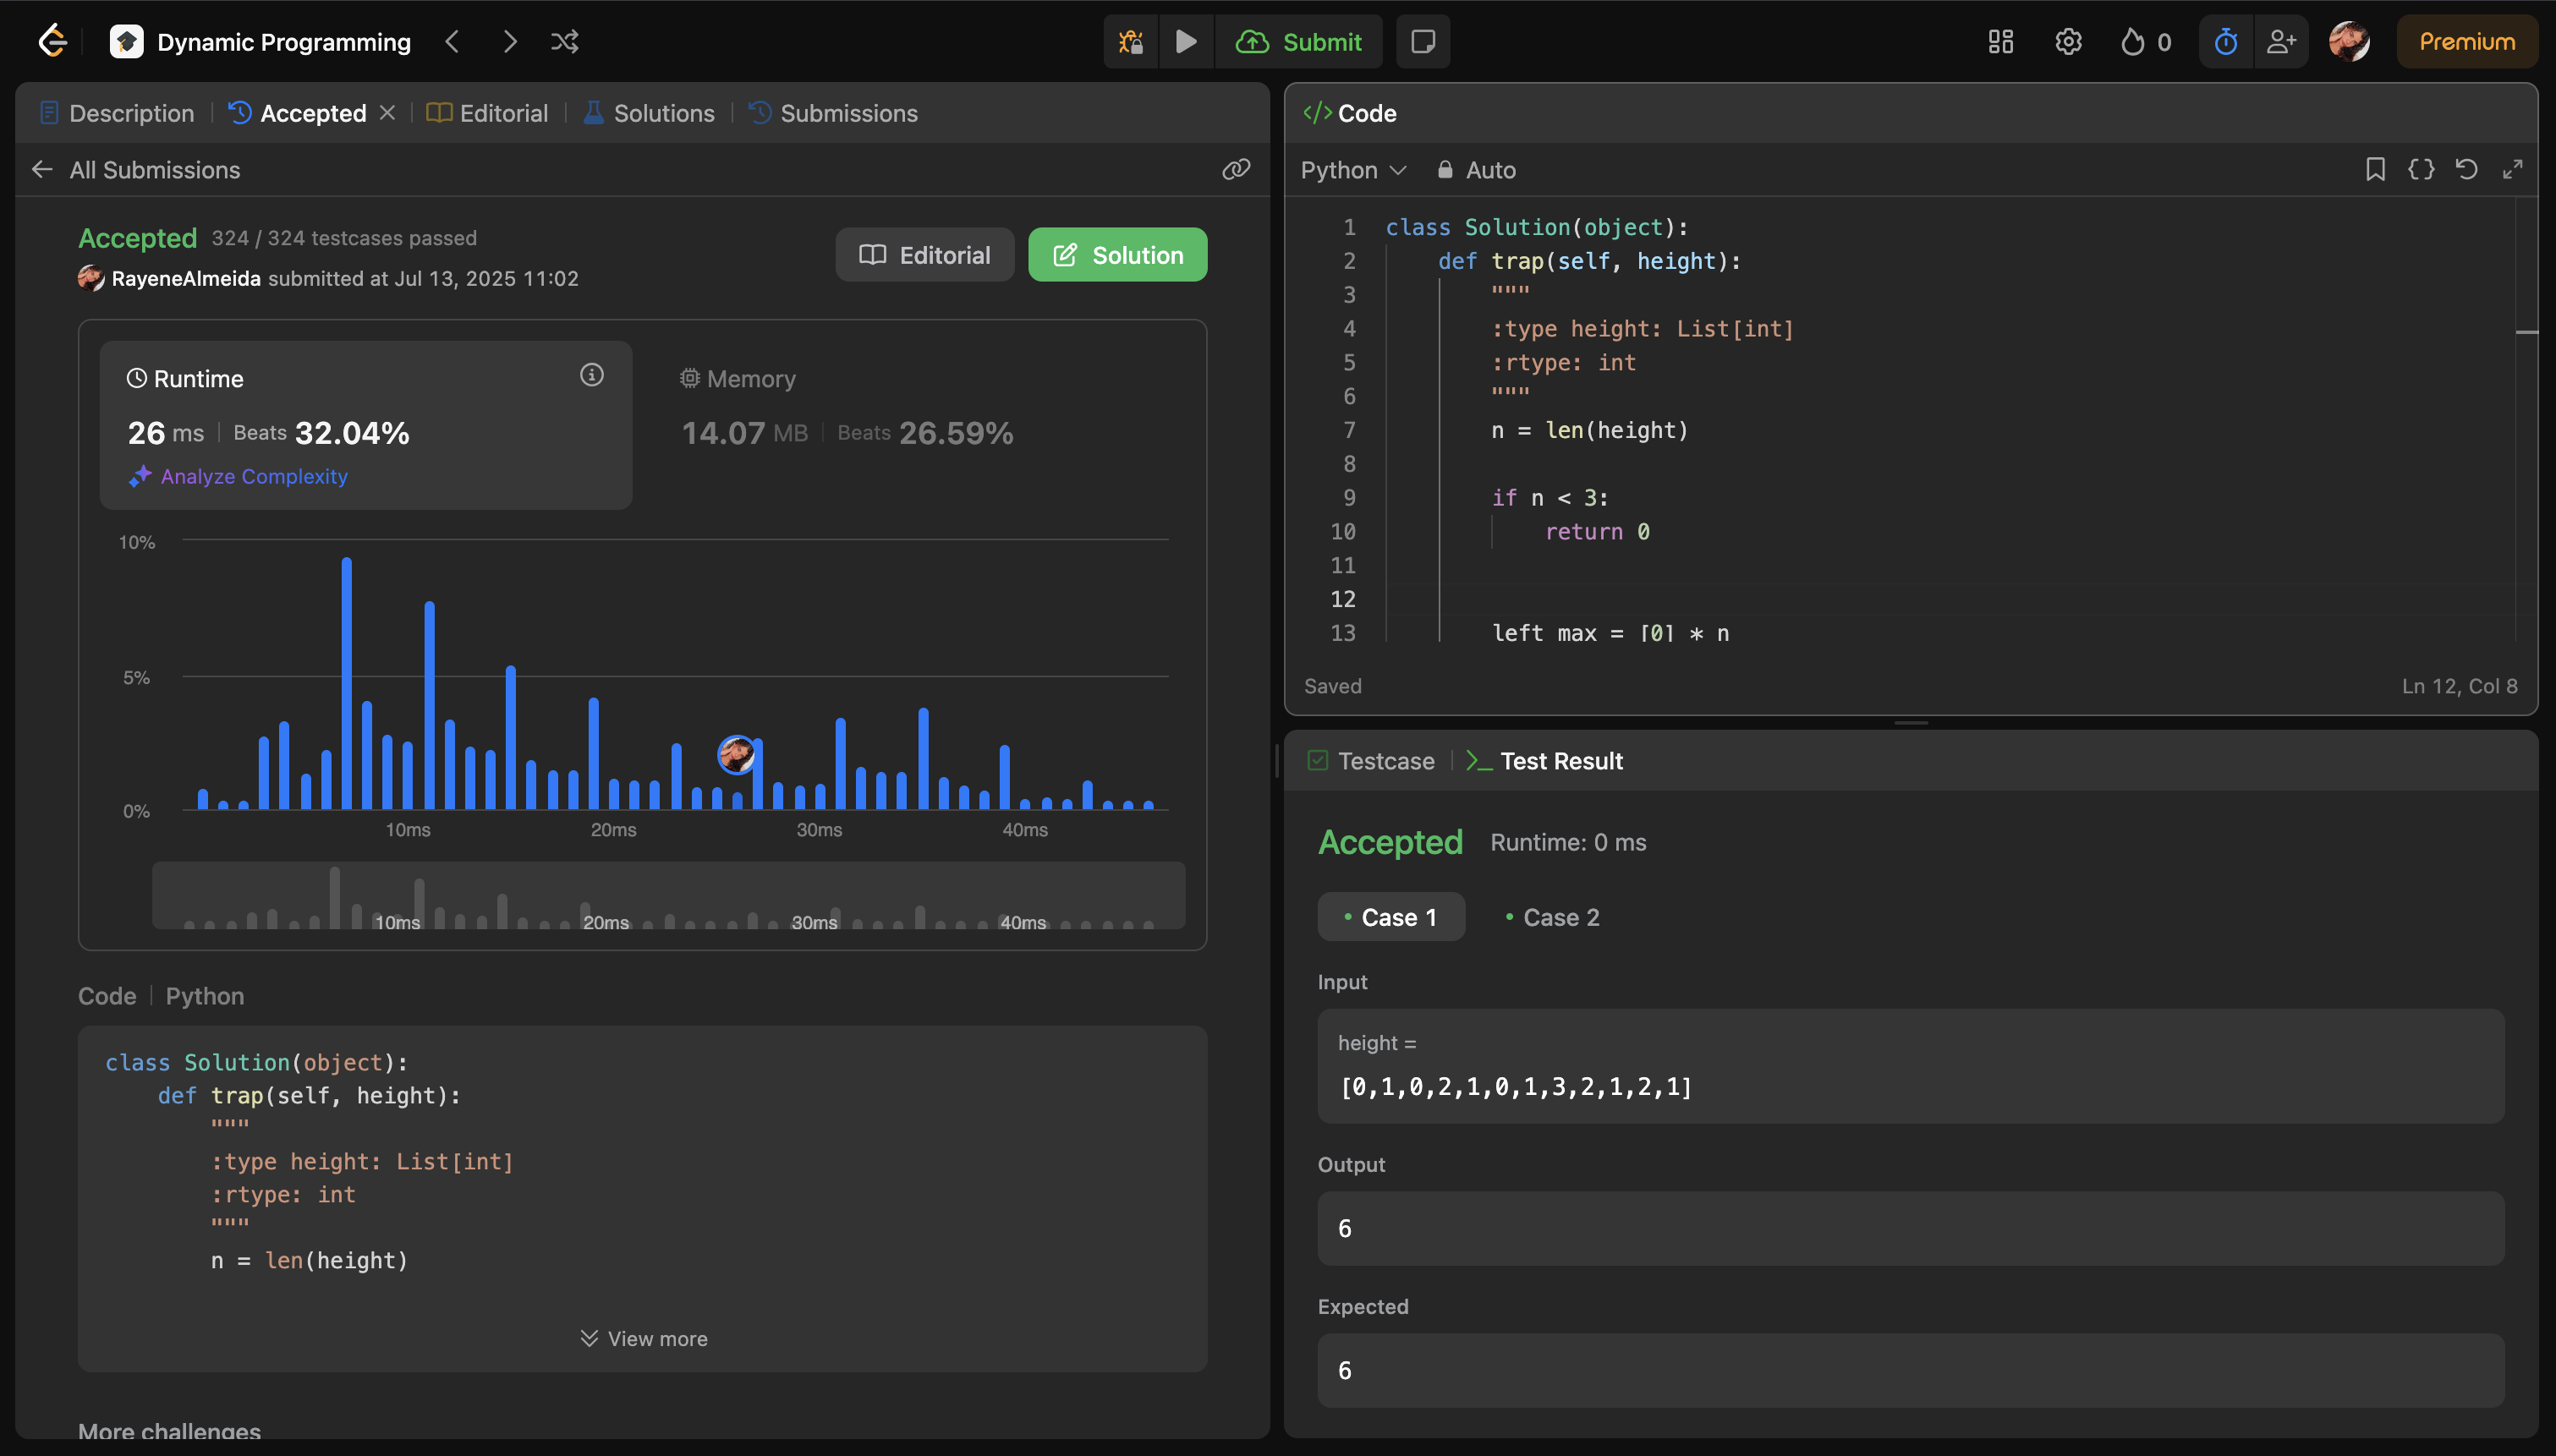 Dynamic Programming
Submit
0
Premium
Description
Accepted
Editorial
Solutions
Submissions
All Submissions
Accepted 324 / 324 testcases passed
RayeneAlmeida submitted at Jul 13, 2025 11:02
Editorial
Solution
Runtime
26 ms Beats 32.04%
Analyze Complexity
Memory
14.07 MB Beats 26.59%
10%
5%
0%
10ms 20ms 30ms 40ms
10ms 20ms 30ms 40ms
Code Python
class Solution(object):
def trap(self, height):
"""
:type height: List[int]
:rtype: int
"""
n = len(height)
View more
More challenges
</> Code
Python Auto
1 class Solution(object):
2 def trap(self, height):
3 """
4 :type height: List[int]
5 :rtype: int
6 """
7 n = len(height)
8
9 if n < 3:
10 return 0
11
12
13 left max = [0] * n
Saved Ln 12, Col 8
Testcase
Test Result
Accepted Runtime: 0 ms
Case 1 Case 2
Input
height =
[0,1,0,2,1,0,1,3,2,1,2,1]
Output
6
Expected
6